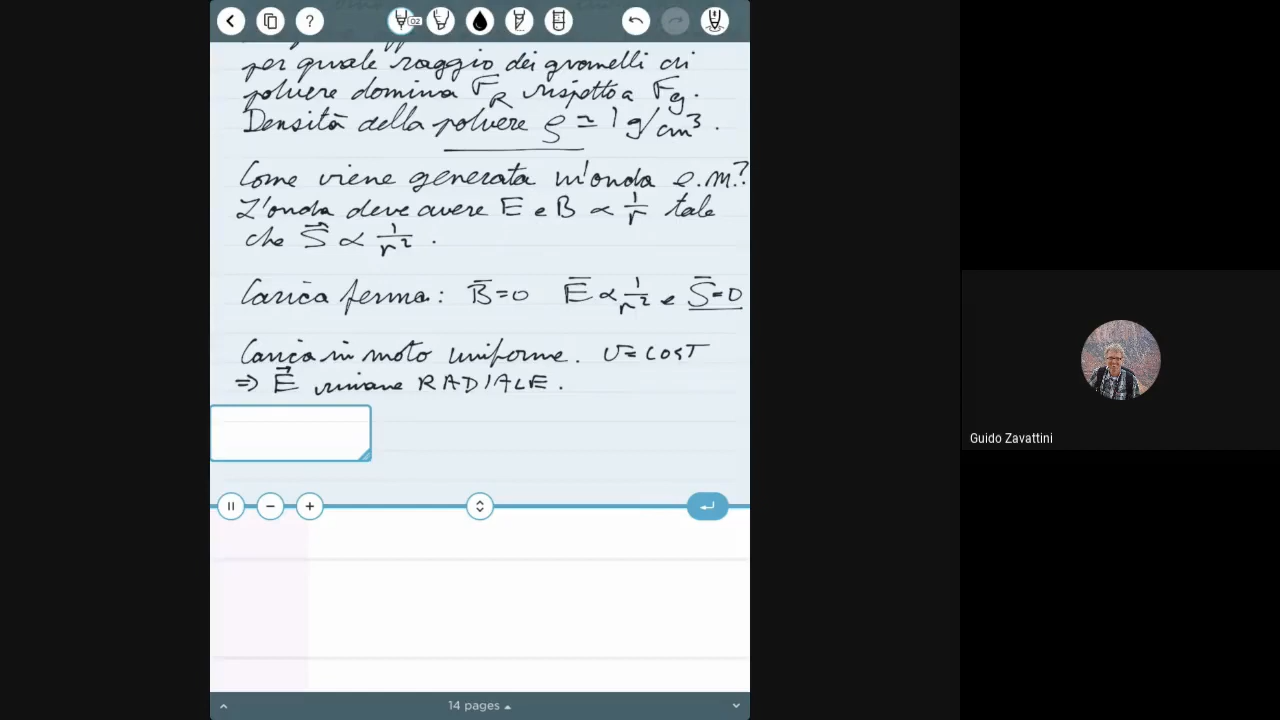 02
?
per quale raggio dei granelli di
polvere domina F_R rispetto a F_g.
Densità della polvere ρ ≃ 1 g/cm³.
Come viene generata un'onda e.m.?
L'onda deve avere E e B ∝ 1/r tale
che S⃗ ∝ 1/r².
Carica ferma: B̅=0 E̅ ∝ 1/r² e S̅=0
Carica in moto uniforme. v=cost
⇒ E⃗ rimane RADIALE.
14 pages
Guido Zavattini